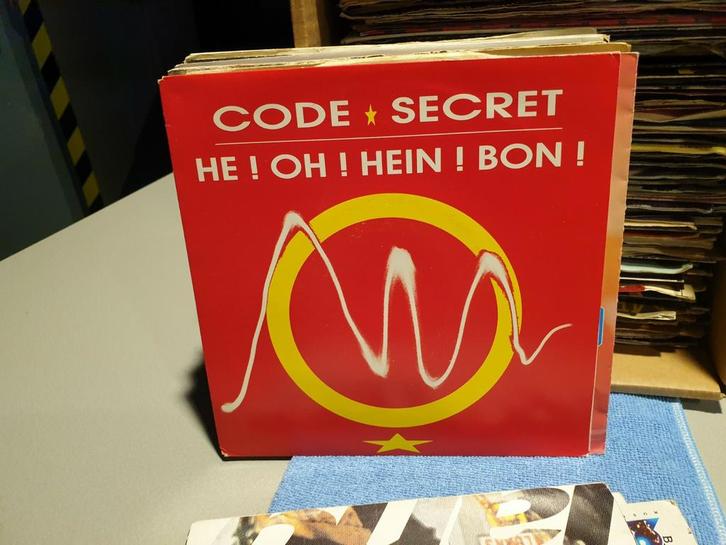 CODE ★ SECRET
HE ! OH ! HEIN ! BON !